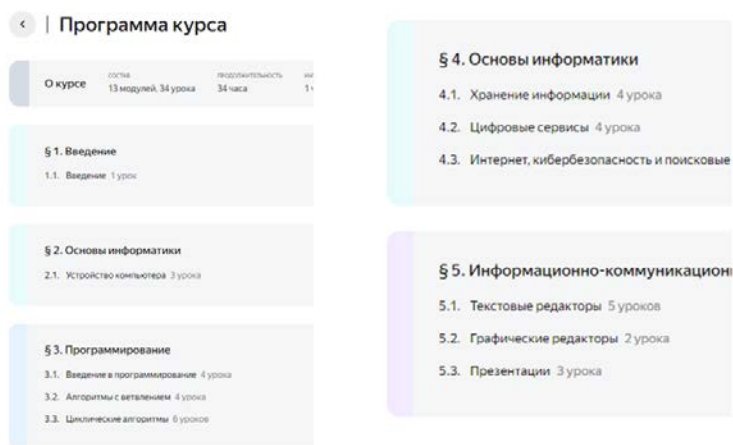 Программа курса
О курсе
СОСТАВ
13 модулей, 34 урока
ПРОДОЛЖИТЕЛЬНОСТЬ
34 часа
§ 1. Введение
1.1. Введение 1 урок
§ 2. Основы информатики
2.1. Устройство компьютера 3 урока
§ 3. Программирование
3.1. Введение в программирование 4 урока
3.2. Алгоритмы с ветвлением 4 урока
3.3. Циклические алгоритмы 6 уроков
§ 4. Основы информатики
4.1. Хранение информации 4 урока
4.2. Цифровые сервисы 4 урока
4.3. Интернет, кибербезопасность и поисковые
§ 5. Информационно-коммуникацион
5.1. Текстовые редакторы 5 уроков
5.2. Графические редакторы 2 урока
5.3. Презентации 3 урока